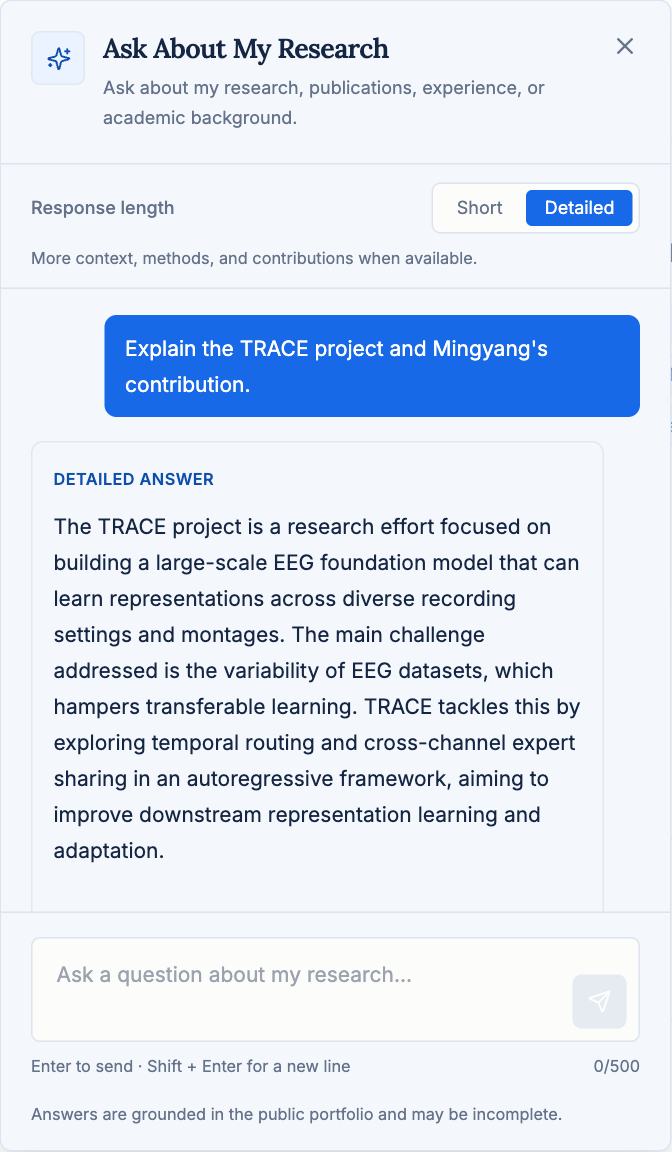 Ask About My Research
Ask about my research, publications, experience, or
academic background.
Response length
Short
Detailed
More context, methods, and contributions when available.
Explain the TRACE project and Mingyang's
contribution.
DETAILED ANSWER
The TRACE project is a research effort focused on
building a large-scale EEG foundation model that can
learn representations across diverse recording
settings and montages. The main challenge
addressed is the variability of EEG datasets, which
hampers transferable learning. TRACE tackles this by
exploring temporal routing and cross-channel expert
sharing in an autoregressive framework, aiming to
improve downstream representation learning and
adaptation.
Ask a question about my research...
Enter to send · Shift + Enter for a new line
0/500
Answers are grounded in the public portfolio and may be incomplete.